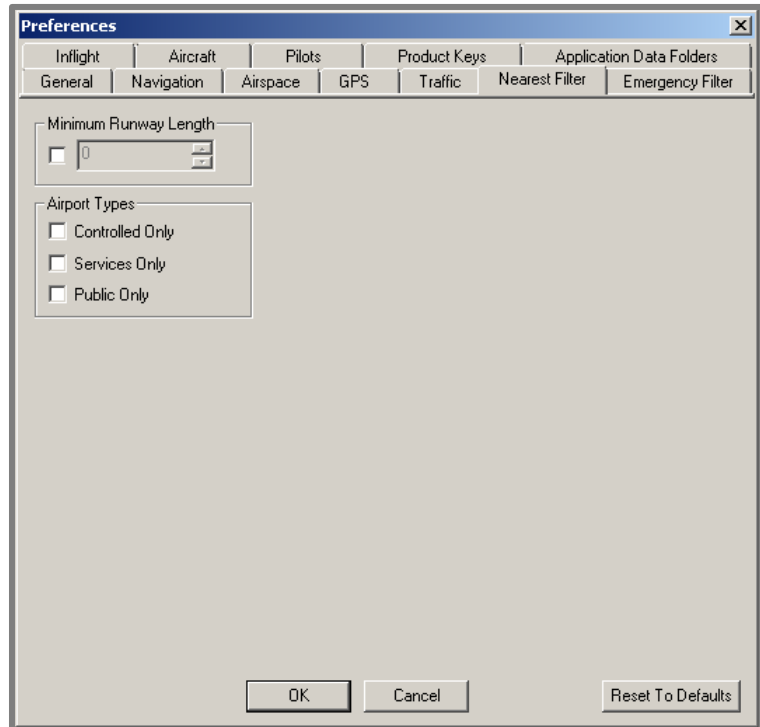 Preferences
Inflight Aircraft Pilots Product Keys Application Data Folders
General Navigation Airspace GPS Traffic Nearest Filter Emergency Filter
Minimum Runway Length
0
Airport Types
Controlled Only
Services Only
Public Only
OK Cancel Reset To Defaults